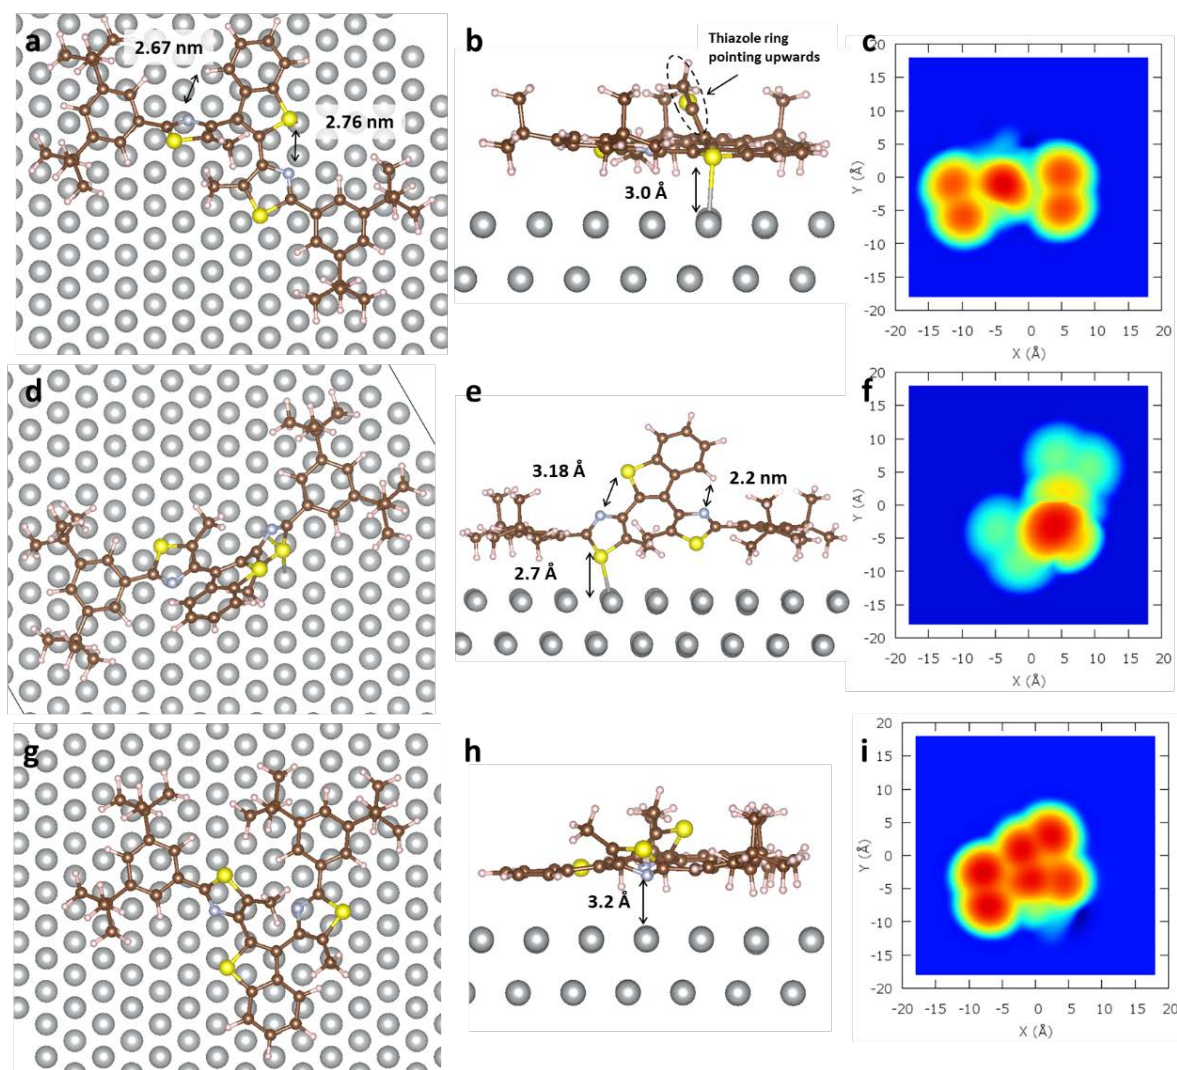 a
2.67 nm
2.76 nm
b
Thiazole ring
pointing upwards
3.0 Å
c
20
15
10
5
0
-5
-10
-15
-20
Y (Å)
-20 -15 -10 -5 0 5 10 15 20
X (Å)
d
e
3.18 Å
2.2 nm
2.7 Å
f
20
15
10
5
0
-5
-10
-15
-20
Y (Å)
-20 -15 -10 -5 0 5 10 15 20
X (Å)
g
h
3.2 Å
i
20
15
10
5
0
-5
-10
-15
-20
Y (Å)
-20 -15 -10 -5 0 5 10 15 20
X (Å)